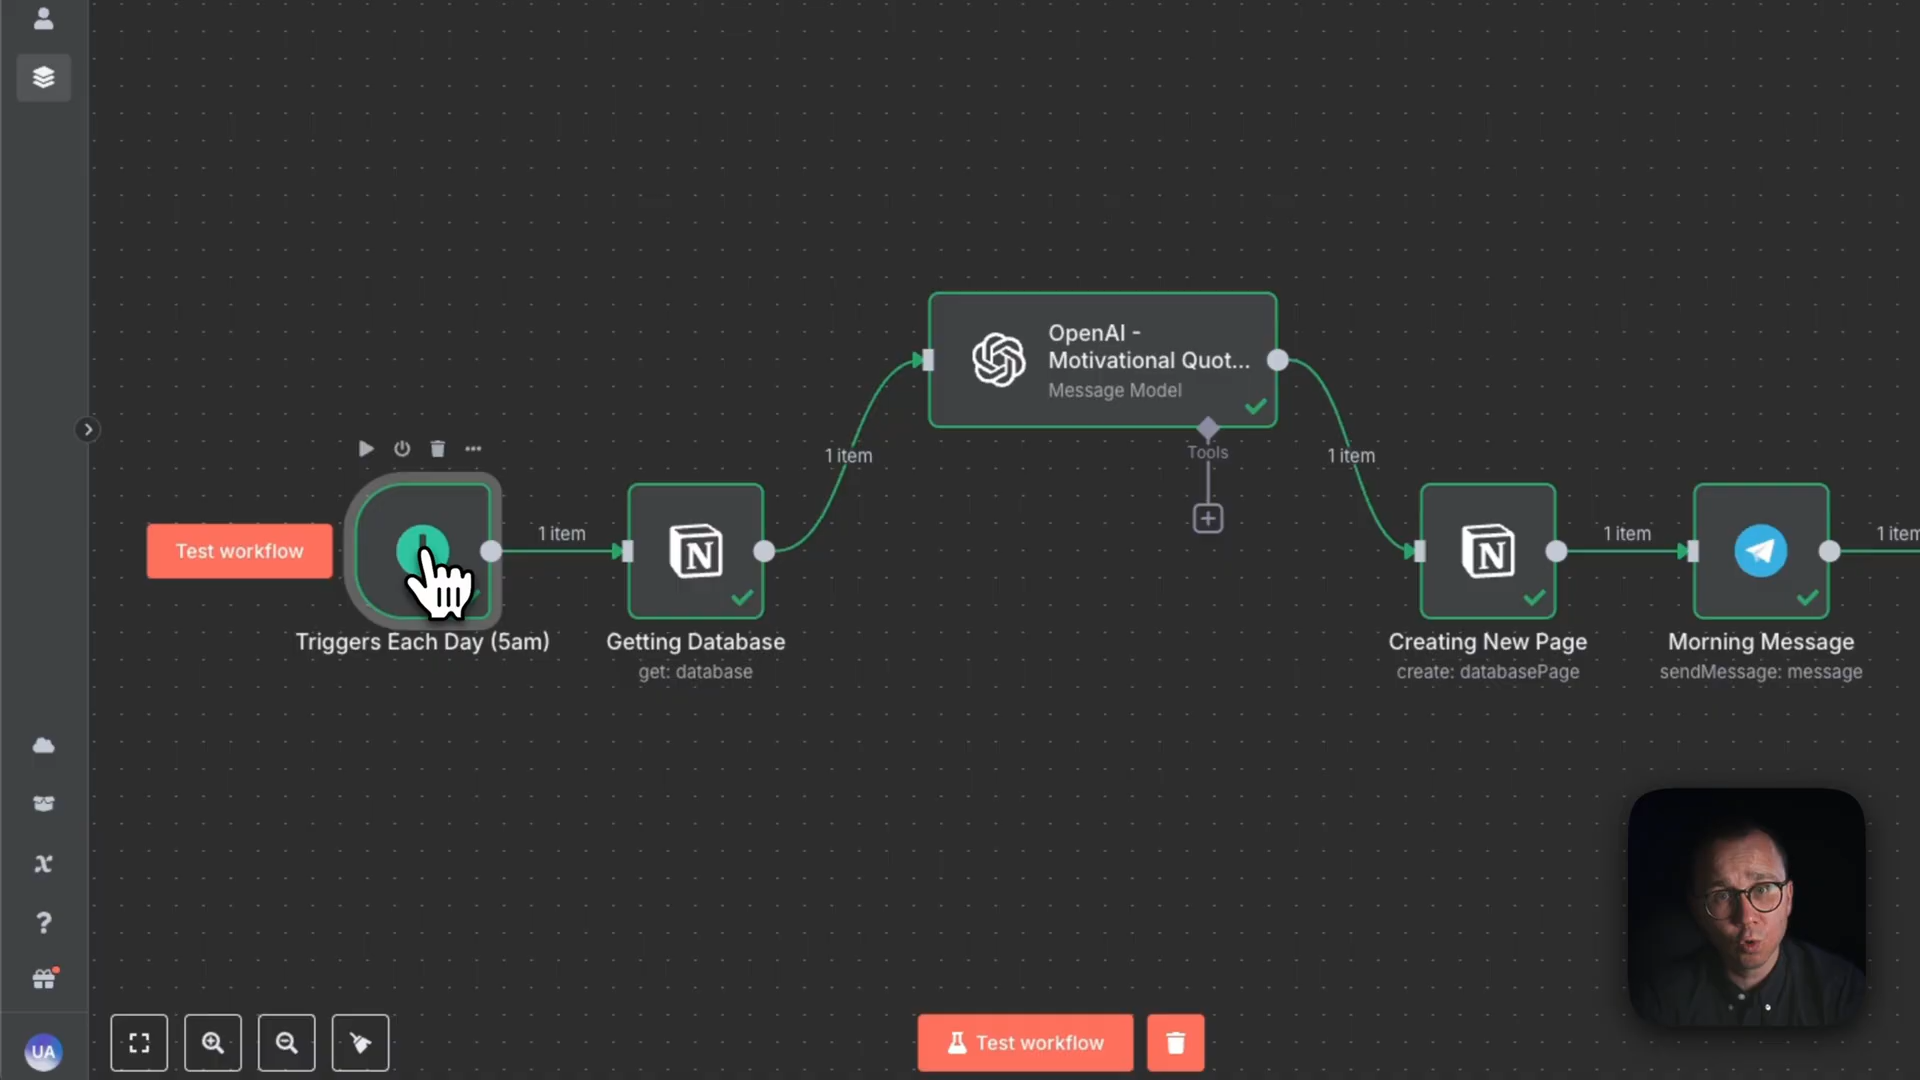 OpenAI -
Motivational Quot...
Message Model
Tools
1 item
1 item
Test workflow
1 item
1 item
1 item
Triggers Each Day (5am)
Getting Database
get: database
Creating New Page
create: databasePage
Morning Message
sendMessage: message
UA
Test workflow